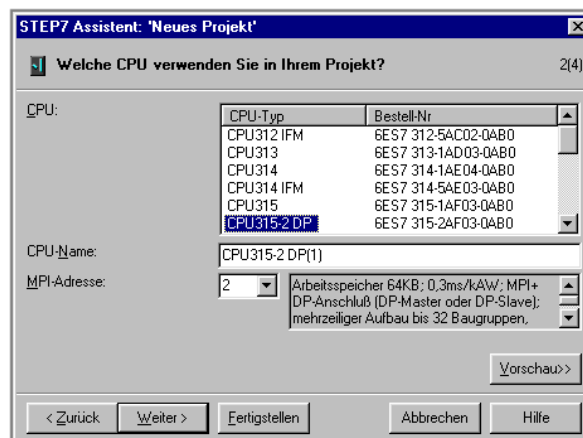 STEP7 Assistent: 'Neues Projekt'
Welche CPU verwenden Sie in Ihrem Projekt? 2(4)
CPU:
CPU-Typ Bestell-Nr
CPU312 IFM 6ES7 312-5AC02-0AB0
CPU313 6ES7 313-1AD03-0AB0
CPU314 6ES7 314-1AE04-0AB0
CPU314 IFM 6ES7 314-5AE03-0AB0
CPU315 6ES7 315-1AF03-0AB0
CPU315-2 DP 6ES7 315-2AF03-0AB0
CPU-Name: CPU315-2 DP(1)
MPI-Adresse: 2
Arbeitsspeicher 64KB; 0,3ms/kAW; MPI+
DP-Anschluß (DP-Master oder DP-Slave);
mehrzeiliger Aufbau bis 32 Baugruppen,
Vorschau>>
< Zurück Weiter > Fertigstellen Abbrechen Hilfe